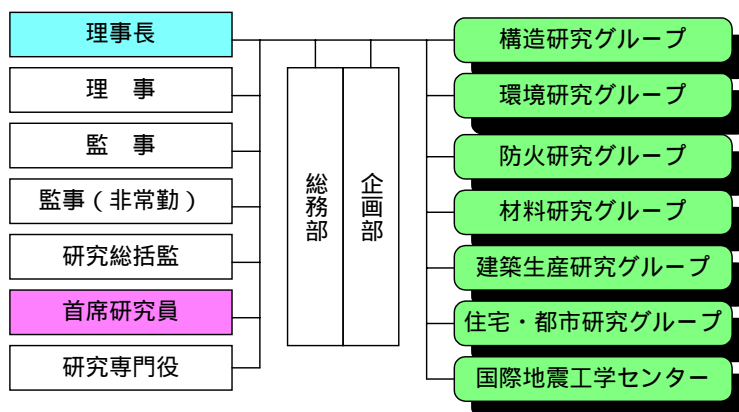 理事長
理　事
監　事
監事（非常勤）
研究総括監
首席研究員
研究専門役
総務部
企画部
構造研究グループ
環境研究グループ
防火研究グループ
材料研究グループ
建築生産研究グループ
住宅・都市研究グループ
国際地震工学センター